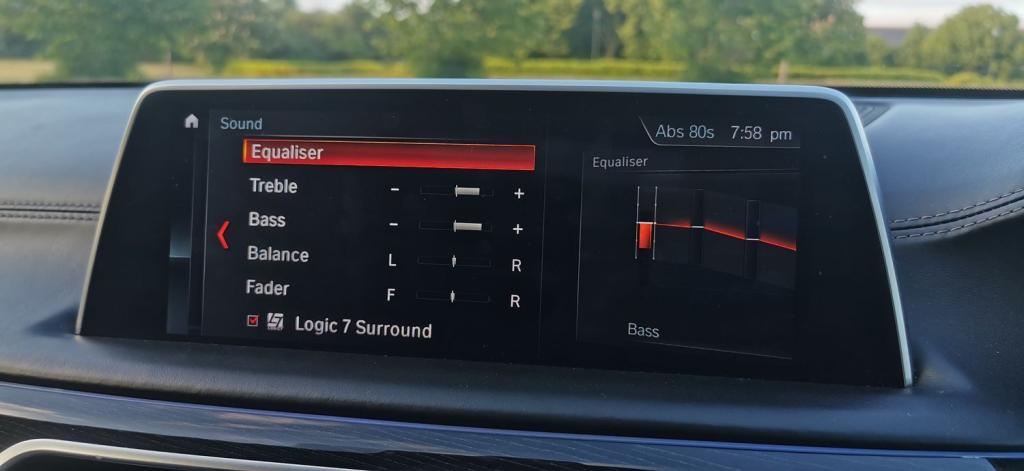 Sound
Abs 80s 7:58 pm
Equaliser
Treble - +
Bass - +
Balance L R
Fader F R
Logic 7 Surround
Equaliser
Bass